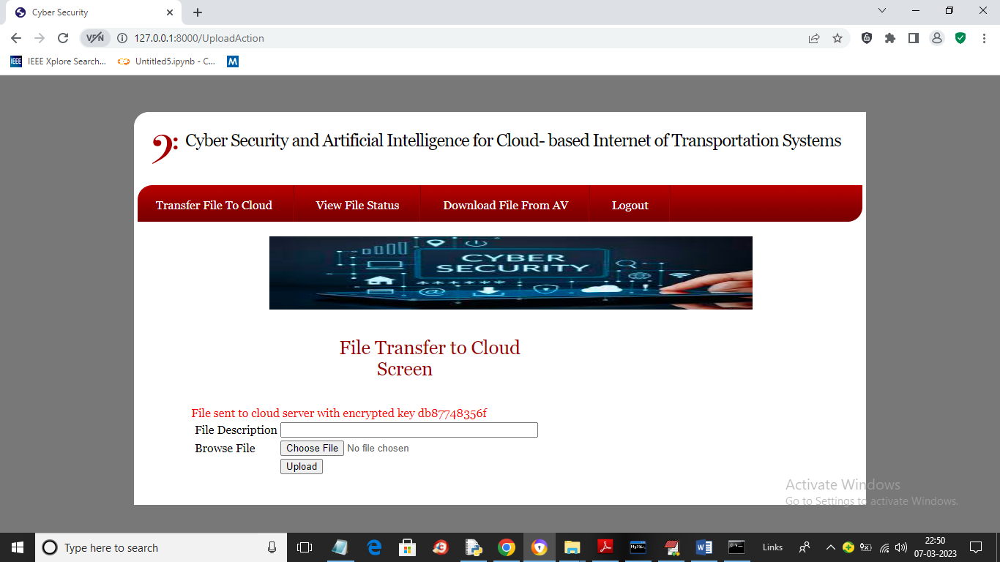 Cyber Security
VPN
127.0.0.1:8000/UploadAction
IEEE
IEEE Xplore Search...
Untitled5.ipynb - C...
M
Cyber Security and Artificial Intelligence for Cloud- based Internet of Transportation Systems
Transfer File To Cloud
View File Status
Download File From AV
Logout
CYBER
SECURITY
******
@
File Transfer to Cloud
Screen
File sent to cloud server with encrypted key db87748356f
File Description
Browse File
Choose File No file chosen
Upload
Activate Windows
Go to Settings to activate Windows.
Type here to search
Links
22:50
07-03-2023